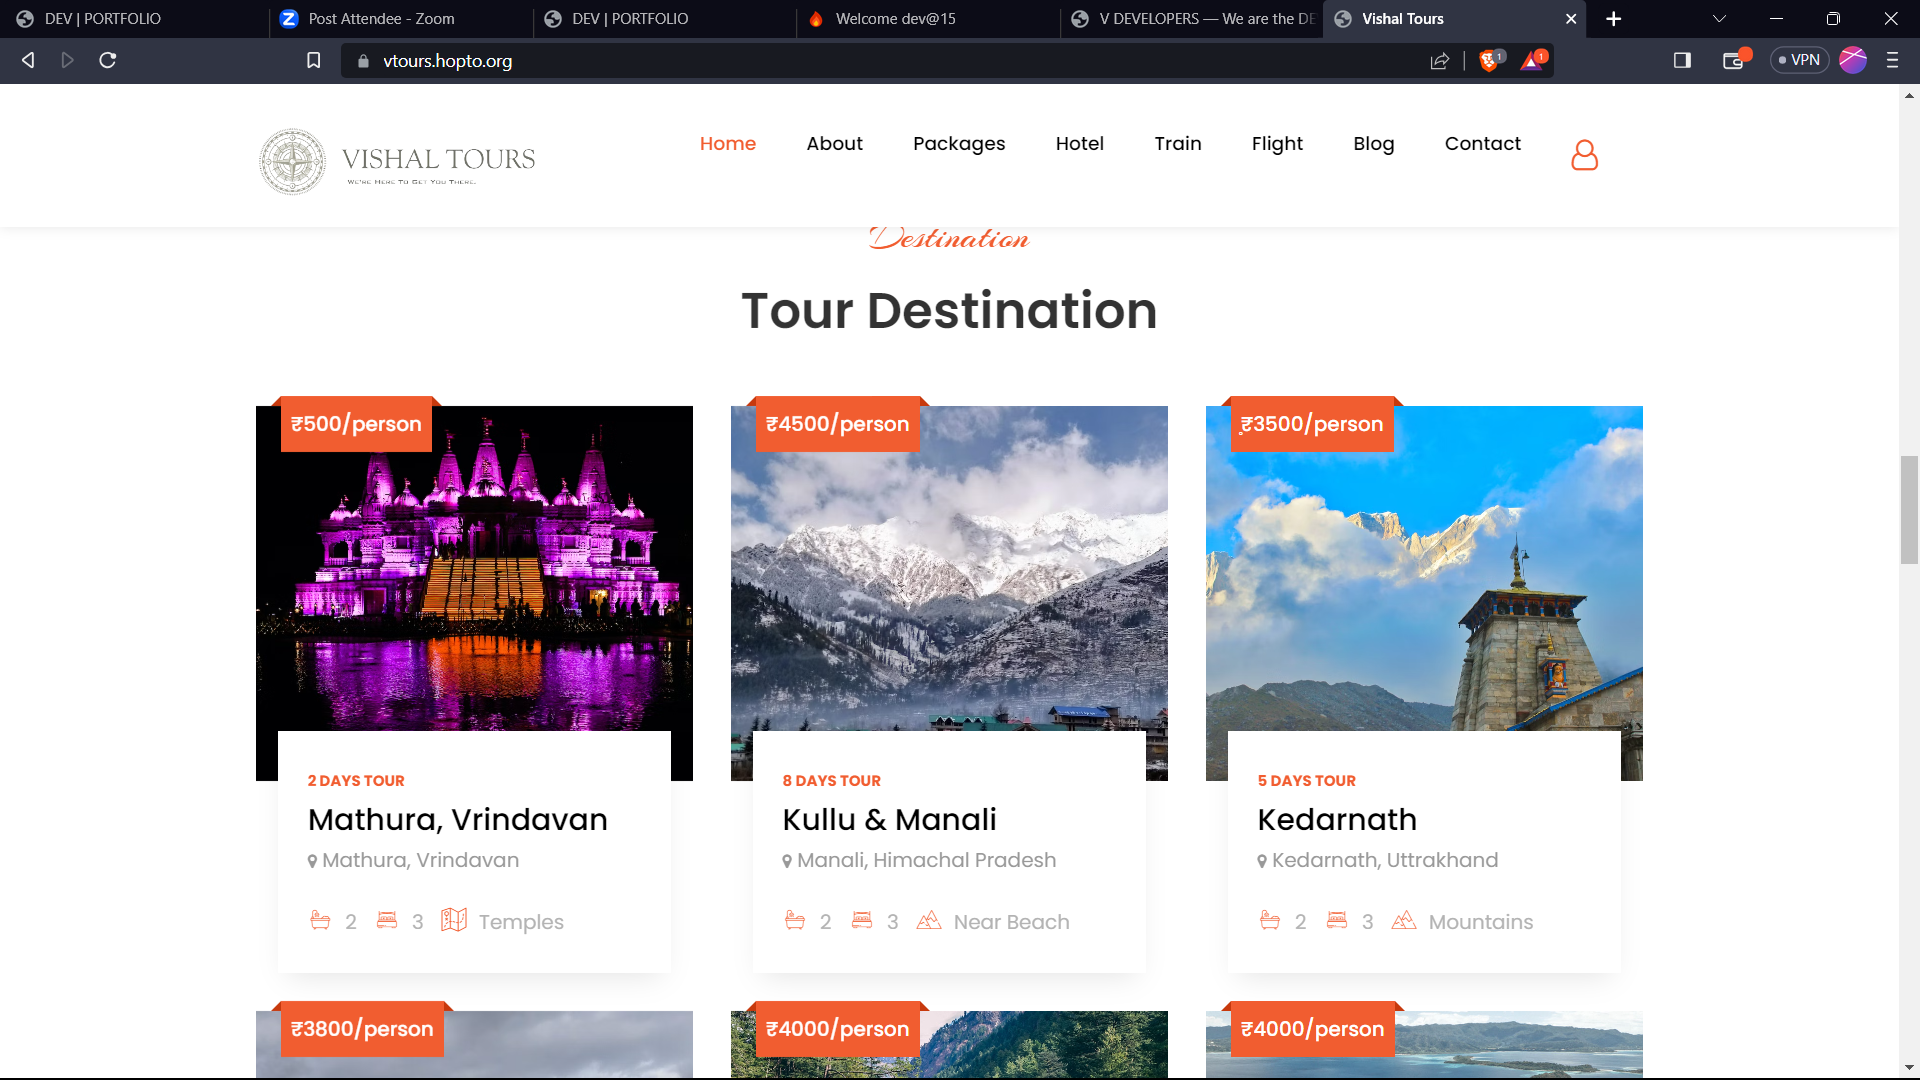 DEV | PORTFOLIO
Post Attendee - Zoom
DEV | PORTFOLIO
Welcome dev@15
V DEVELOPERS — We are the DE
Vishal Tours
vtours.hopto.org
1
1
VPN
VISHAL TOURS
We're Here To Get You There.
Home
About
Packages
Hotel
Train
Flight
Blog
Contact
Destination
Tour Destination
₹500/person
₹4500/person
₹3500/person
2 DAYS TOUR
Mathura, Vrindavan
Mathura, Vrindavan
2 3 Temples
8 DAYS TOUR
Kullu & Manali
Manali, Himachal Pradesh
2 3 Near Beach
5 DAYS TOUR
Kedarnath
Kedarnath, Uttrakhand
2 3 Mountains
₹3800/person
₹4000/person
₹4000/person